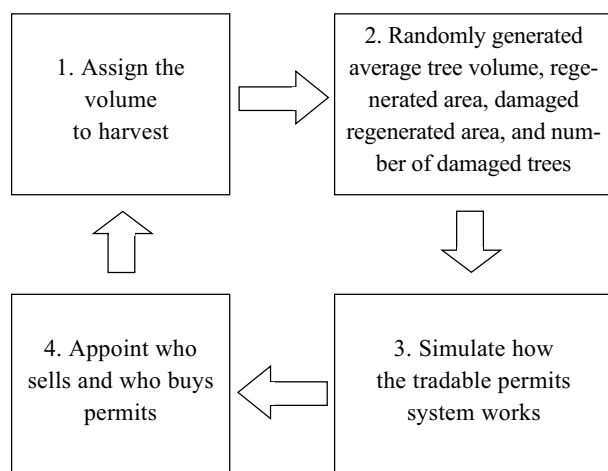 1. Assign the
volume
to harvest
2. Randomly generated
average tree volume, rege-
nerated area, damaged
regenerated area, and num-
ber of damaged trees
4. Appoint who
sells and who buys
permits
3. Simulate how
the tradable permits
system works